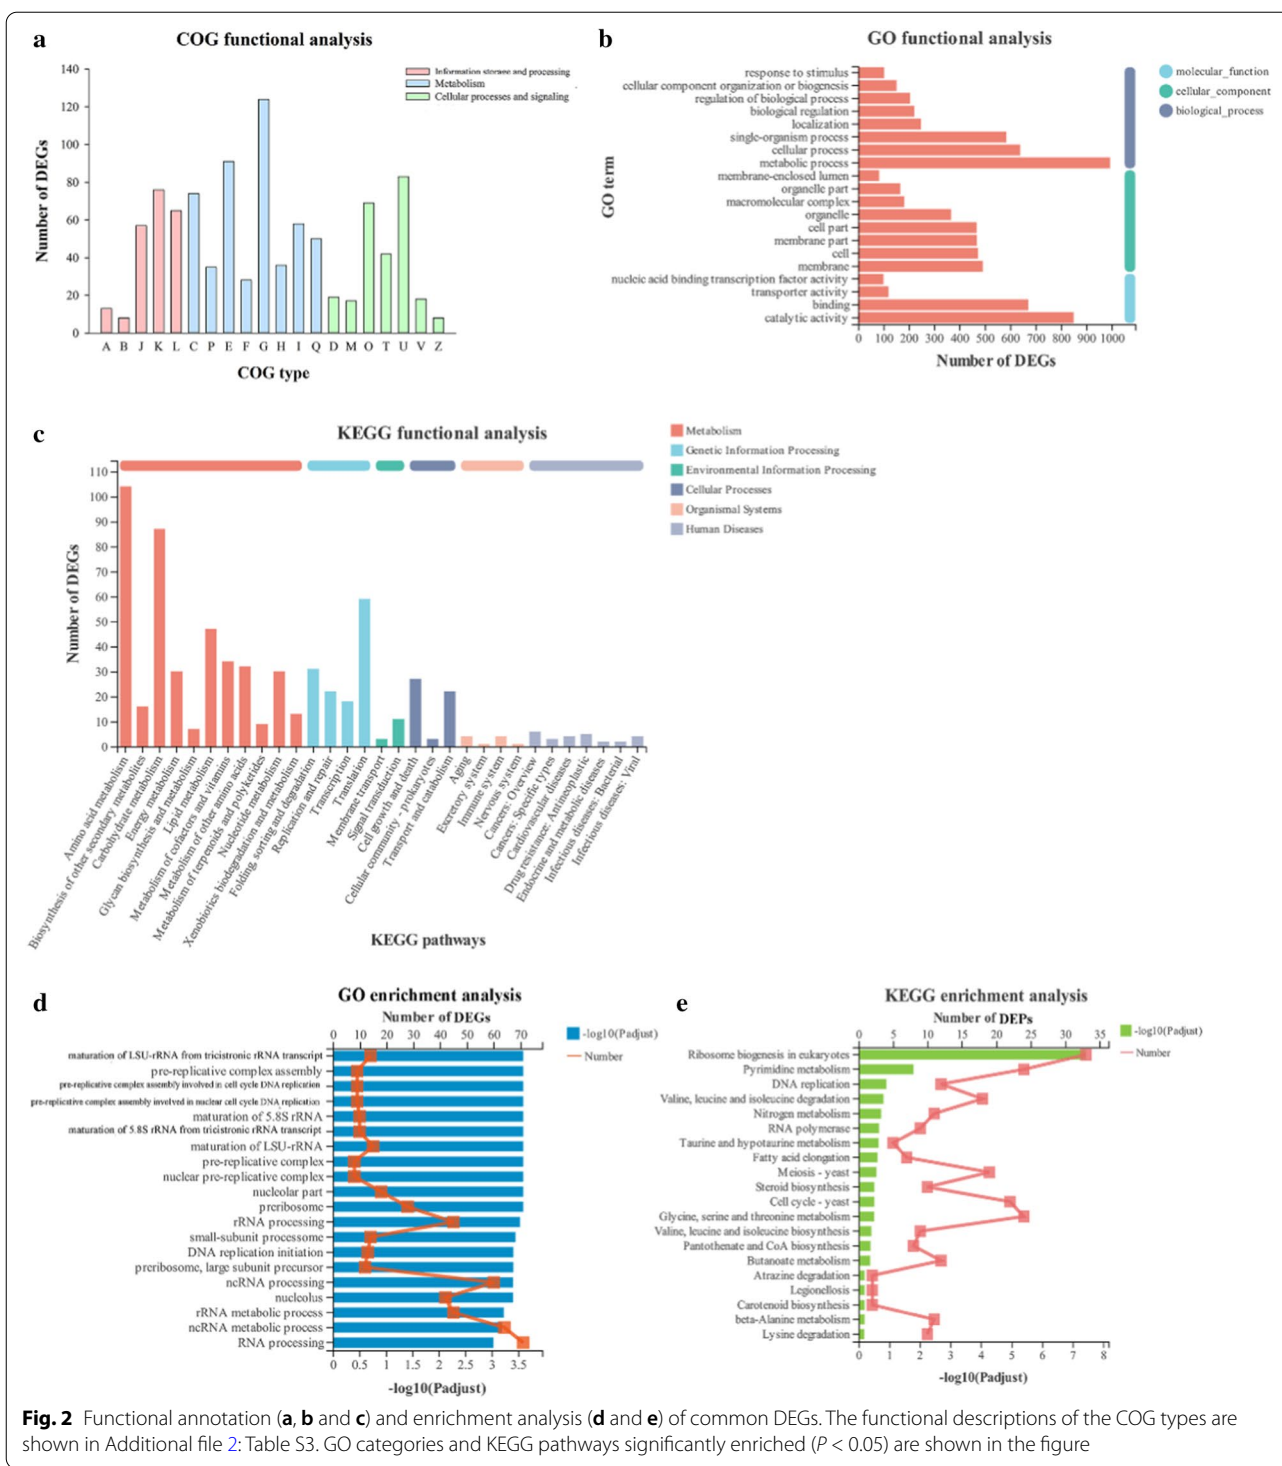 a
COG functional analysis
Number of DEGs
140
120
100
80
60
40
20
0
A B J K L C P E F G H I Q D M O T U V Z
COG type
Information storage and processing
Metabolism
Cellular processes and signaling
b
GO functional analysis
GO term
response to stimulus
cellular component organization or biogenesis
regulation of biological process
biological regulation
localization
single-organism process
cellular process
metabolic process
membrane-enclosed lumen
organelle part
macromolecular complex
organelle
cell part
membrane part
cell
membrane
nucleic acid binding transcription factor activity
transporter activity
binding
catalytic activity
0 100 200 300 400 500 600 700 800 900 1000
Number of DEGs
molecular_function
cellular_component
biological_process
c
KEGG functional analysis
Number of DEGs
110
100
90
80
70
60
50
40
30
20
10
0
Amino acid metabolism
Biosynthesis of other secondary metabolites
Carbohydrate metabolism
Energy metabolism
Glycan biosynthesis and metabolism
Lipid metabolism
Metabolism of cofactors and vitamins
Metabolism of other amino acids
Metabolism of terpenoids and polyketides
Nucleotide metabolism
Xenobiotics biodegradation and metabolism
Folding, sorting and degradation
Replication and repair
Transcription
Translation
Membrane transport
Signal transduction
Cell growth and death
Cellular community - prokaryotes
Transport and catabolism
Aging
Excretory system
Immune system
Nervous system
Cancers: Overview
Cancers: Specific types
Cardiovascular diseases
Drug resistance: Antineoplastic
Endocrine and metabolic diseases
Infectious diseases: Bacterial
Infectious diseases: Viral
KEGG pathways
Metabolism
Genetic Information Processing
Environmental Information Processing
Cellular Processes
Organismal Systems
Human Diseases
d
GO enrichment analysis
Number of DEGs
0 10 20 30 40 50 60 70
maturation of LSU-rRNA from tricistronic rRNA transcript
pre-replicative complex assembly
pre-replicative complex assembly involved in cell cycle DNA replication
pre-replicative complex assembly involved in nuclear cell cycle DNA replication
maturation of 5.8S rRNA
maturation of 5.8S rRNA from tricistronic rRNA transcript
maturation of LSU-rRNA
pre-replicative complex
nuclear pre-replicative complex
nucleolar part
preribosome
rRNA processing
small-subunit processome
DNA replication initiation
preribosome, large subunit precursor
ncRNA processing
nucleolus
rRNA metabolic process
ncRNA metabolic process
RNA processing
0 0.5 1 1.5 2 2.5 3 3.5
-log10(Padjust)
-log10(Padjust)
Number
e
KEGG enrichment analysis
Number of DEPs
0 5 10 15 20 25 30 35
Ribosome biogenesis in eukaryotes
Pyrimidine metabolism
DNA replication
Valine, leucine and isoleucine degradation
Nitrogen metabolism
RNA polymerase
Taurine and hypotaurine metabolism
Fatty acid elongation
Meiosis - yeast
Steroid biosynthesis
Cell cycle - yeast
Glycine, serine and threonine metabolism
Valine, leucine and isoleucine biosynthesis
Pantothenate and CoA biosynthesis
Butanoate metabolism
Atrazine degradation
Legionellosis
Carotenoid biosynthesis
beta-Alanine metabolism
Lysine degradation
0 1 2 3 4 5 6 7 8
-log10(Padjust)
-log10(Padjust)
Number
Fig. 2 Functional annotation (a, b and c) and enrichment analysis (d and e) of common DEGs. The functional descriptions of the COG types are
shown in Additional file 2: Table S3. GO categories and KEGG pathways significantly enriched (P < 0.05) are shown in the figure